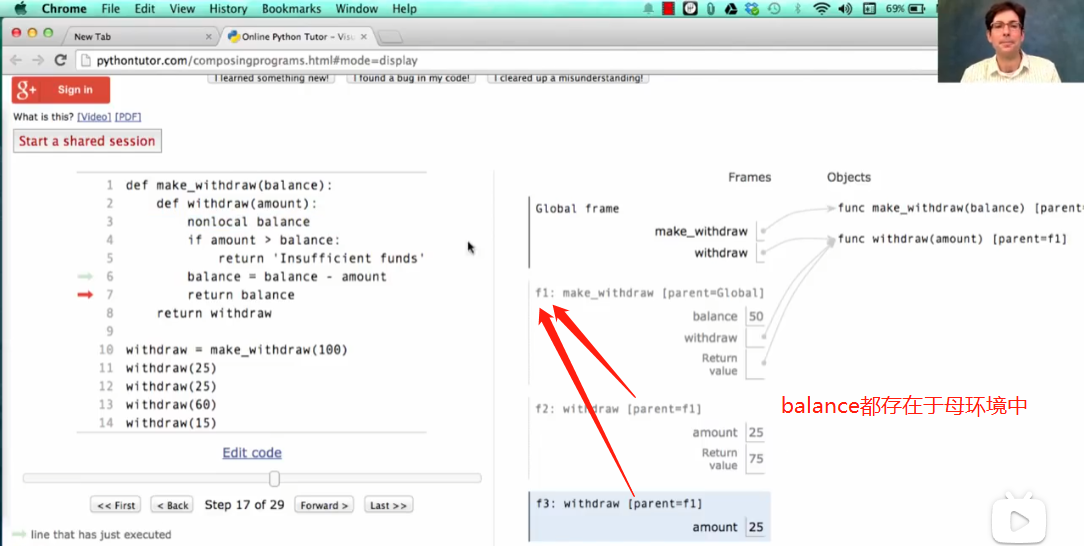 Chrome File Edit View History Bookmarks Window Help 69%
New Tab
Online Python Tutor - Visu
pythontutor.com/composingprograms.html#mode=display
I learned something new! I found a bug in my code! I cleared up a misunderstanding!
g+ Sign in
What is this? [Video] [PDF]
Start a shared session
1 def make_withdraw(balance):
2 def withdraw(amount):
3 nonlocal balance
4 if amount > balance:
5 return 'Insufficient funds'
6 balance = balance - amount
7 return balance
8 return withdraw
9
10 withdraw = make_withdraw(100)
11 withdraw(25)
12 withdraw(25)
13 withdraw(60)
14 withdraw(15)
Edit code
<< First < Back Step 17 of 29 Forward > Last >>
line that has just executed
Frames Objects
Global frame
make_withdraw
withdraw
func make_withdraw(balance) [parent=
func withdraw(amount) [parent=f1]
f1: make_withdraw [parent=Global]
balance 50
withdraw
Return
value
f2: withdraw [parent=f1]
amount 25
Return
value 75
f3: withdraw [parent=f1]
amount 25
balance都存在于母环境中